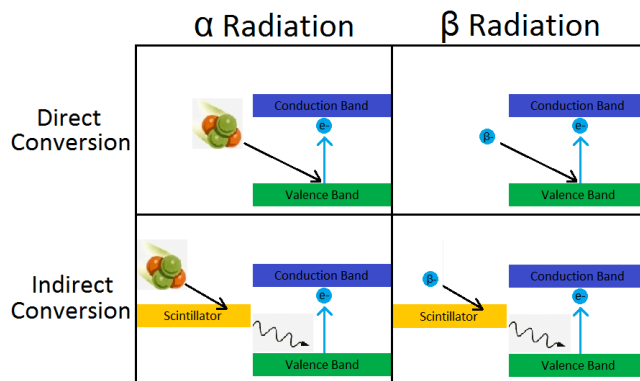 α Radiation
β Radiation
Direct
Conversion
Conduction Band
e-
Valence Band
Conduction Band
β-
e-
Valence Band
Indirect
Conversion
Conduction Band
e-
Scintillator
Valence Band
Conduction Band
β-
e-
Scintillator
Valence Band